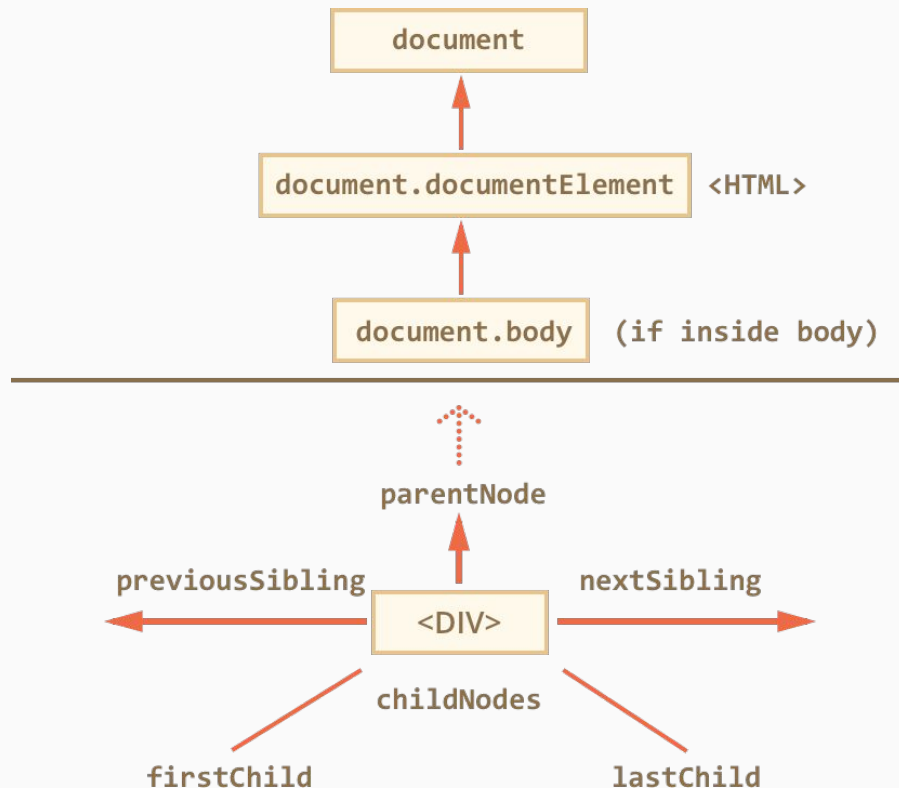 document
document.documentElement <HTML>
document.body (if inside body)
parentNode
previousSibling nextSibling
<DIV>
childNodes
firstChild lastChild